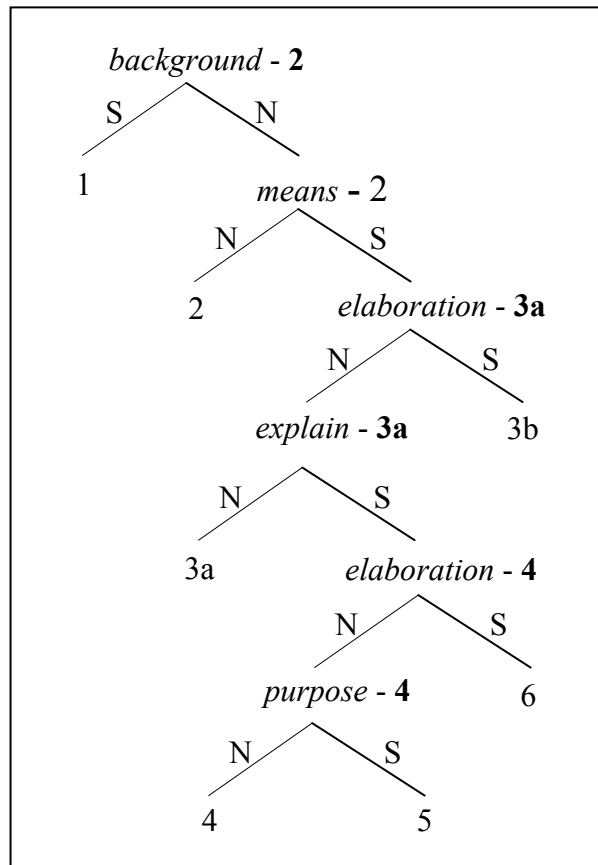 background - 2
S N
1
means - 2
N S
2
elaboration - 3a
N S
explain - 3a
3b
N S
3a
elaboration - 4
N S
purpose - 4
6
N S
4
5